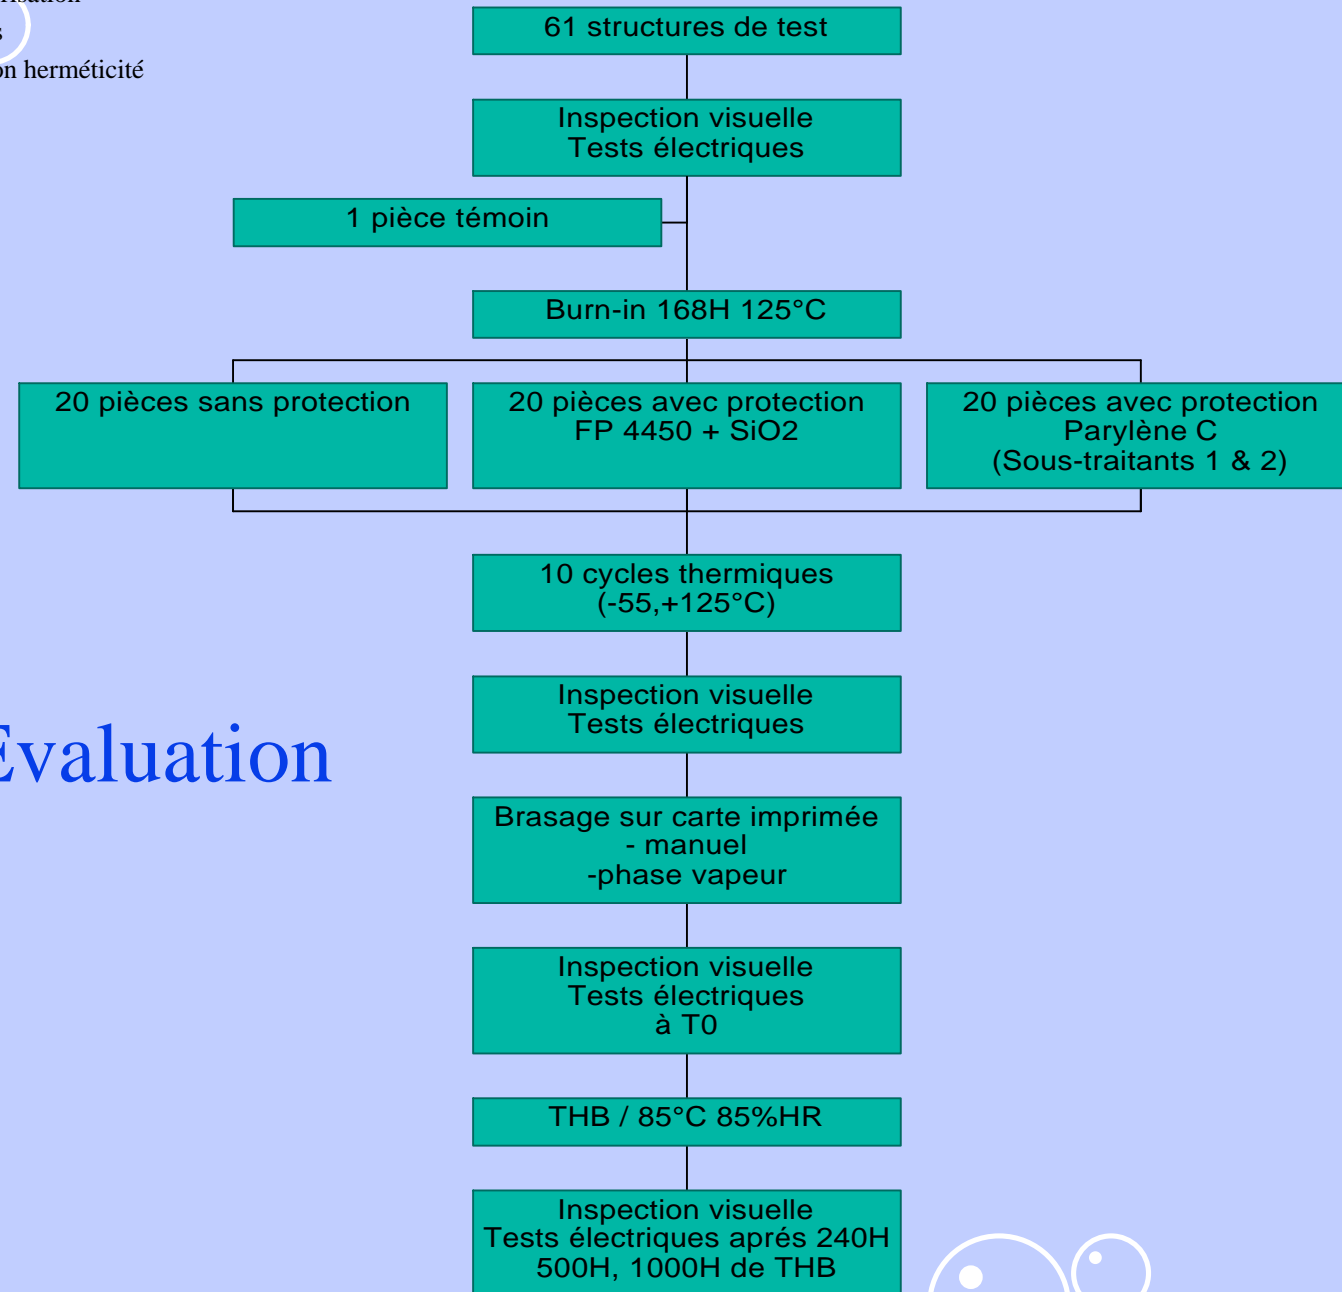 s
herméticité
61 structures de test
Inspection visuelle
Tests électriques
1 pièce témoin
Burn-in 168H 125°C
20 pièces sans protection
20 pièces avec protection
FP 4450 + SiO2
20 pièces avec protection
Parylène C
(Sous-traitants 1 & 2)
10 cycles thermiques
(-55,+125°C)
Inspection visuelle
Tests électriques
Evaluation
Brasage sur carte imprimée
- manuel
-phase vapeur
Inspection visuelle
Tests électriques
à T0
THB / 85°C 85%HR
Inspection visuelle
Tests électriques aprés 240H
500H, 1000H de THB